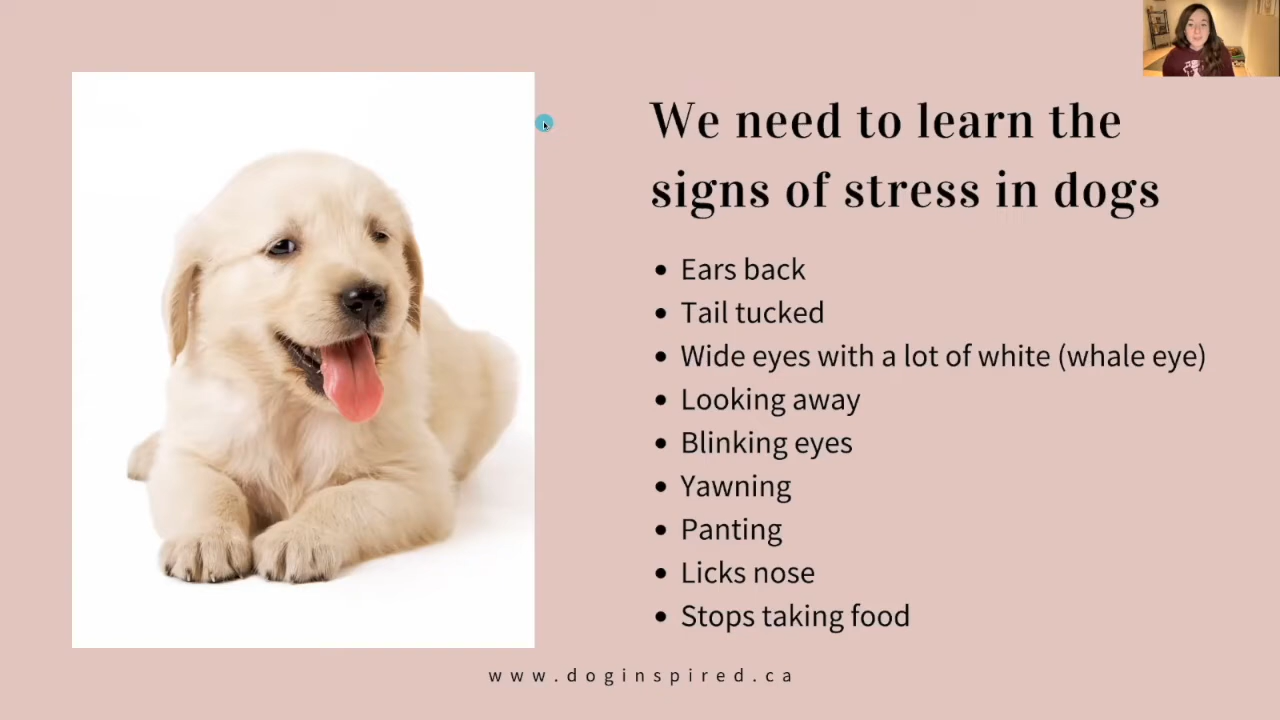 We need to learn the
signs of stress in dogs
• Ears back
• Tail tucked
• Wide eyes with a lot of white (whale eye)
• Looking away
• Blinking eyes
• Yawning
• Panting
• Licks nose
• Stops taking food
www.doginspired.ca